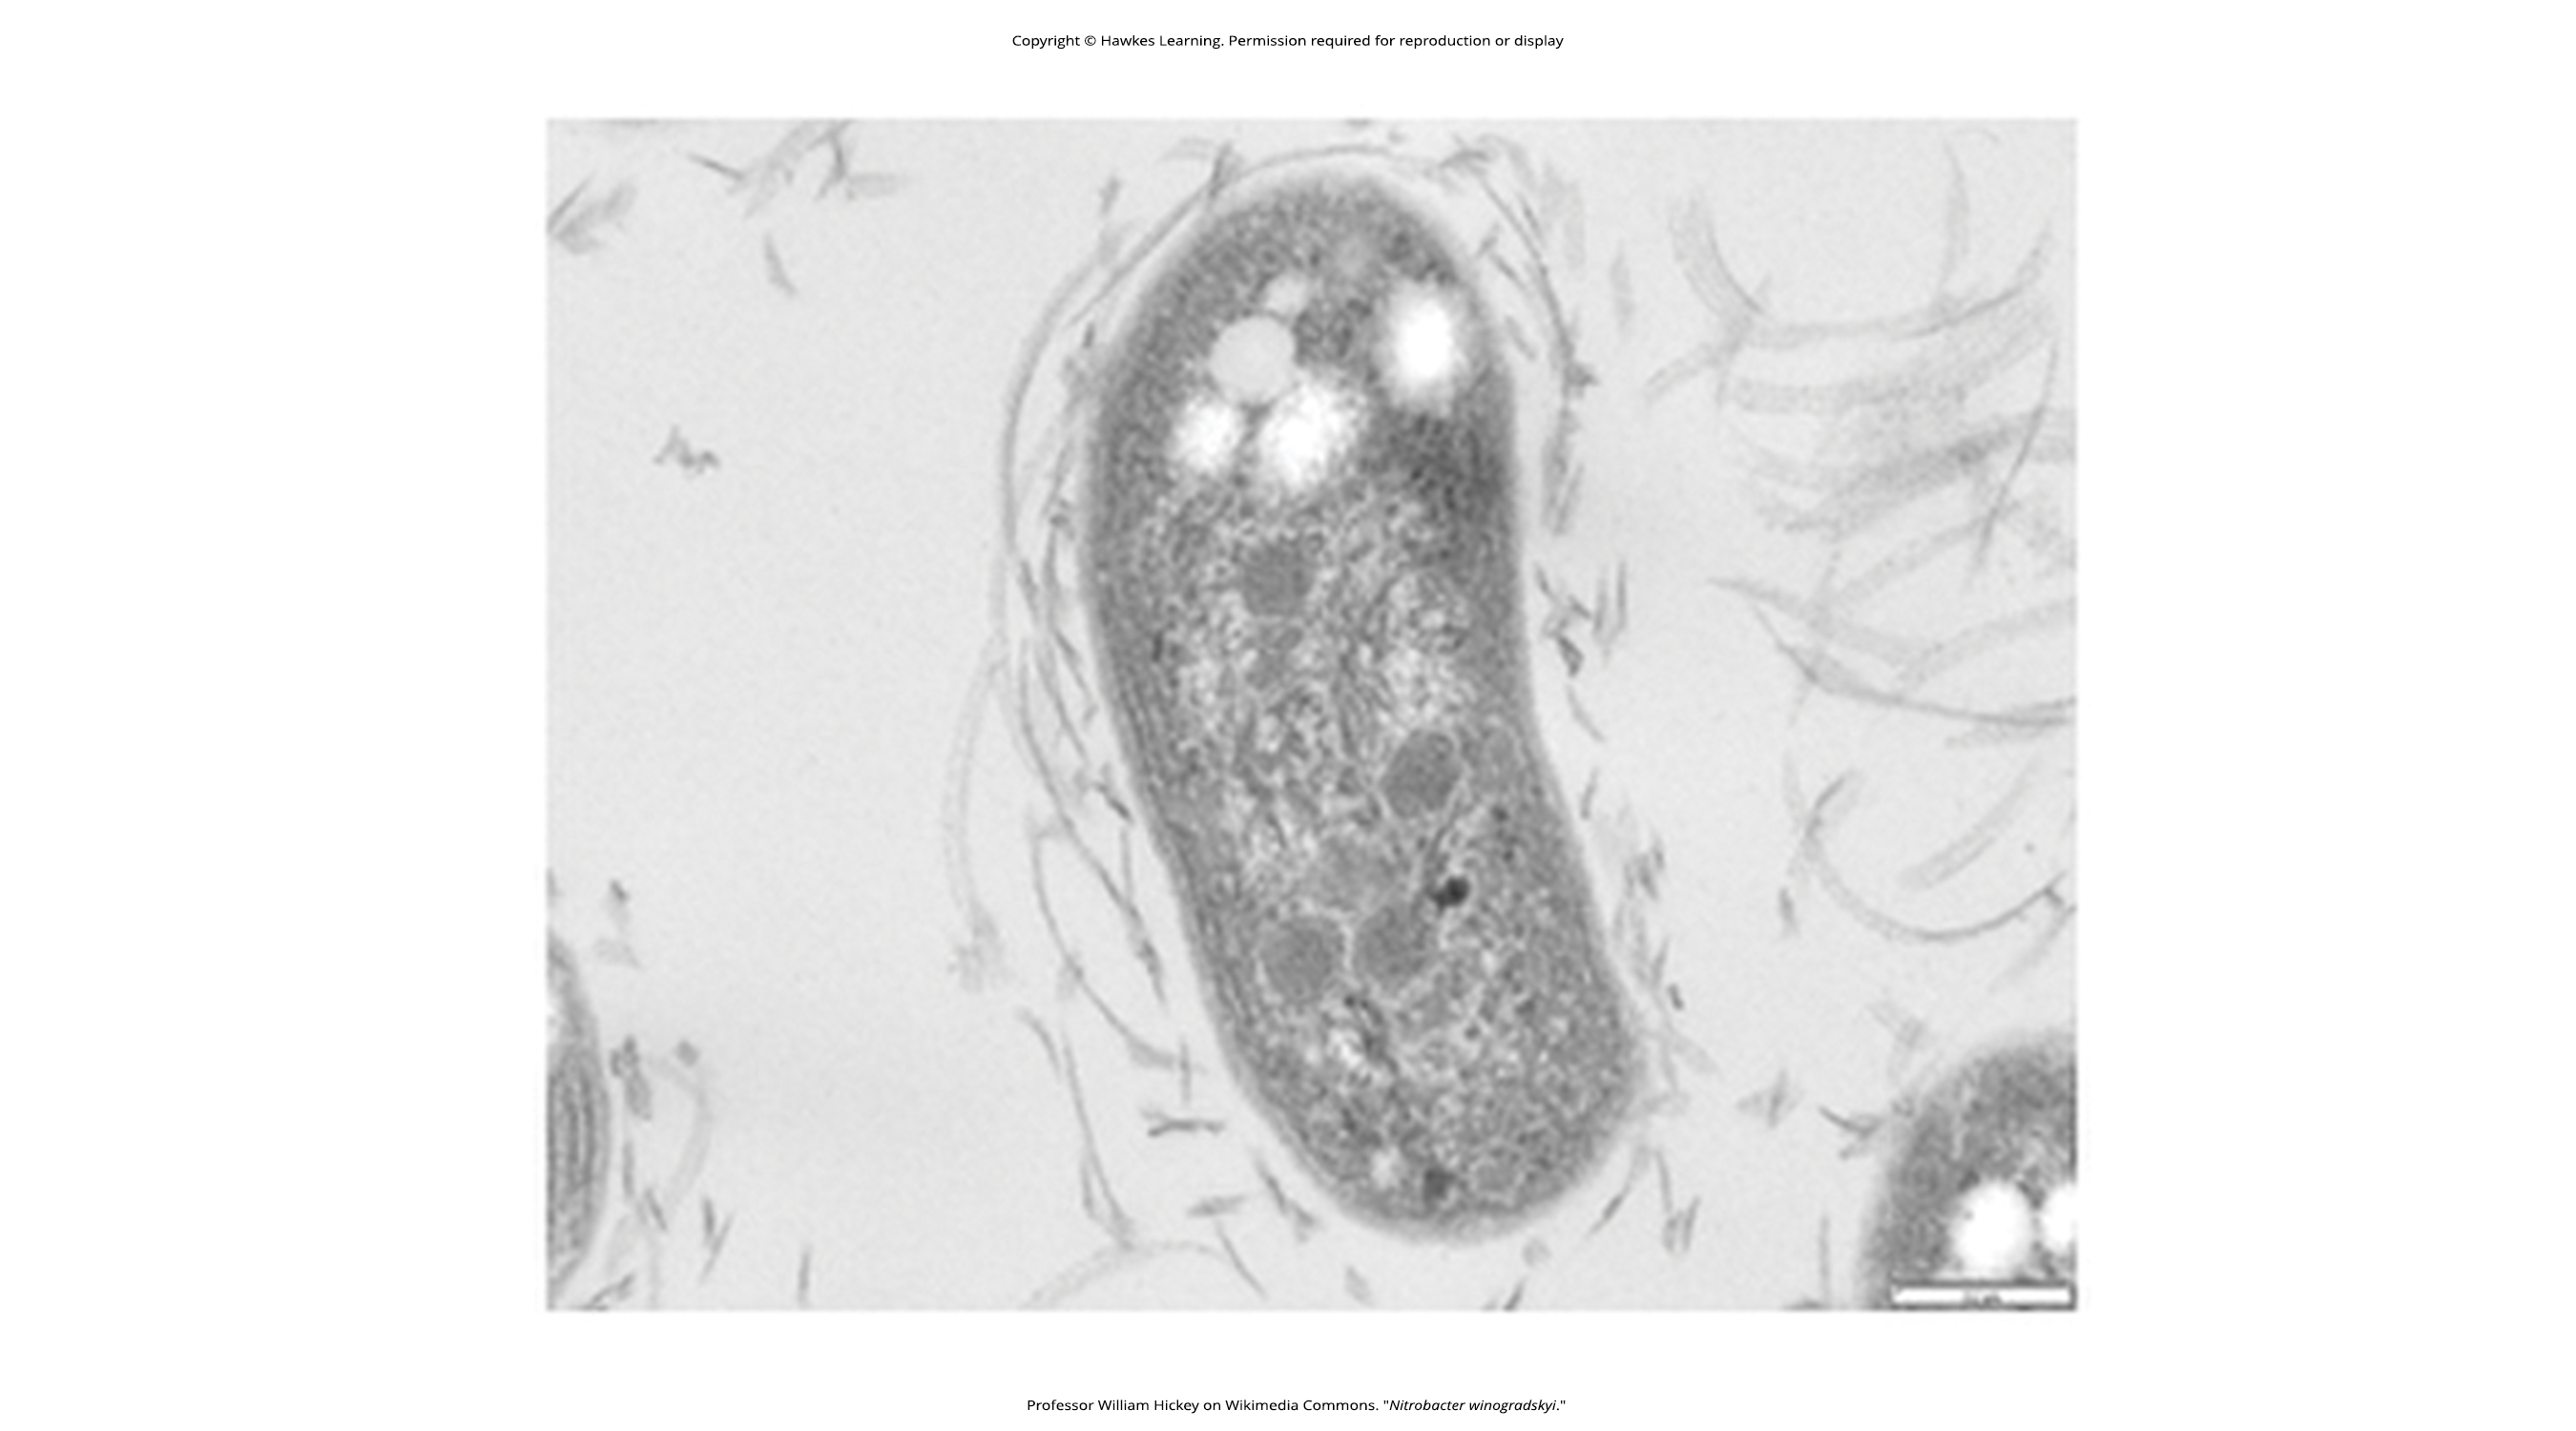 Copyright © Hawkes Learning. Permission required for reproduction or display
Professor William Hickey on Wikimedia Commons. "Nitrobacter winogradskyi."